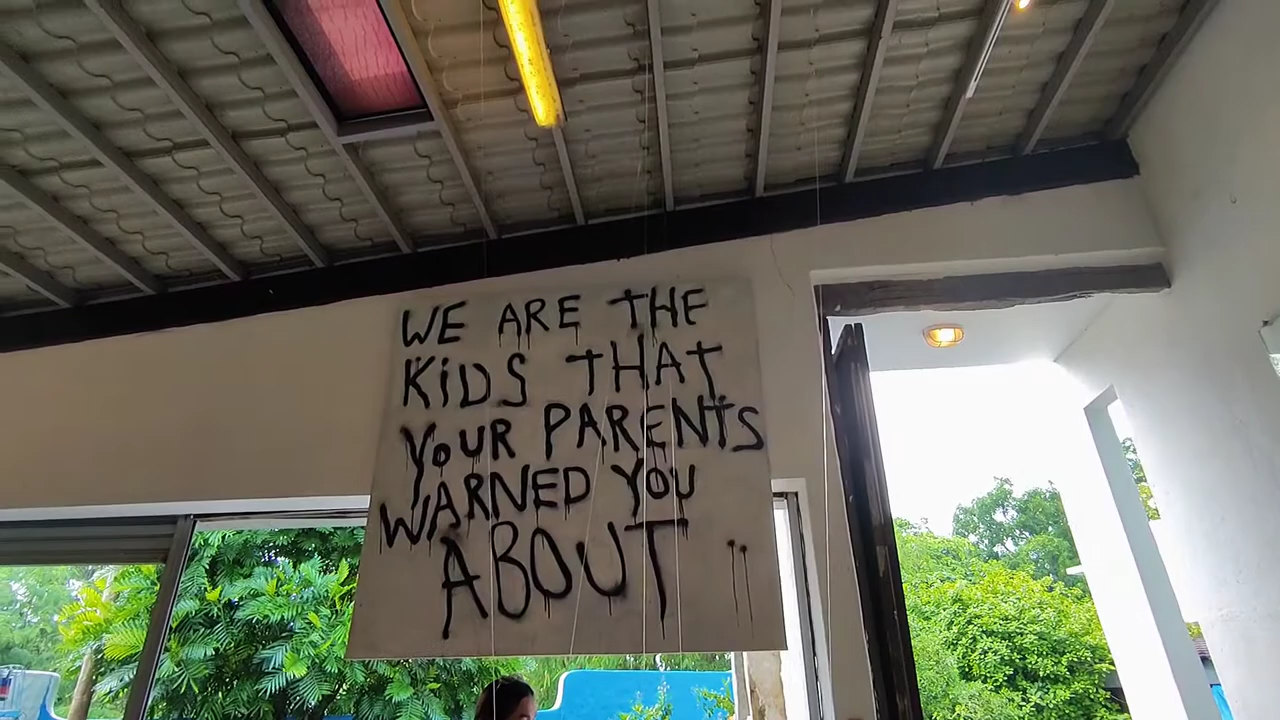 WE ARE THE
KiDS THAT
YoUR PARENTS
WARNED YOU
ABOUT ..